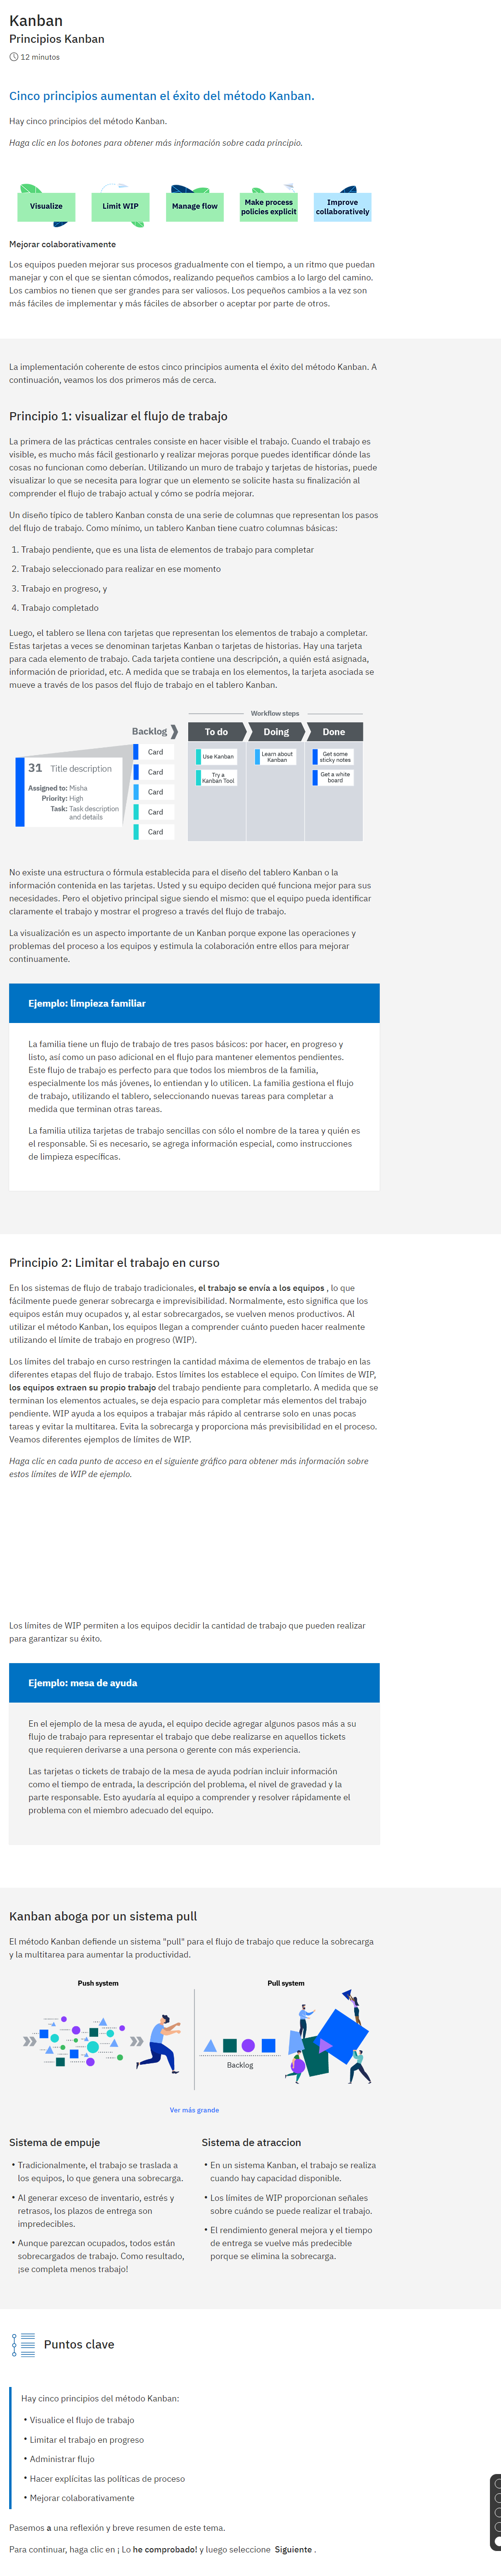 Kanban
Principios Kanban
12 minutos
Cinco principios aumentan el éxito del método Kanban.
Hay cinco principios del método Kanban.
Haga clic en los botones para obtener más información sobre cada principio.
Visualize
Limit WIP
Manage flow
Make process
policies explicit
Improve
collaboratively
Mejorar colaborativamente
Los equipos pueden mejorar sus procesos gradualmente con el tiempo, a un ritmo que puedan
manejar y con el que se sientan cómodos, realizando pequeños cambios a lo largo del camino.
Los cambios no tienen que ser grandes para ser valiosos. Los pequeños cambios a la vez son
más fáciles de implementar y más fáciles de absorber o aceptar por parte de otros.
La implementación coherente de estos cinco principios aumenta el éxito del método Kanban. A
continuación, veamos los dos primeros más de cerca.
Principio 1: visualizar el flujo de trabajo
La primera de las prácticas centrales consiste en hacer visible el trabajo. Cuando el trabajo es
visible, es mucho más fácil gestionarlo y realizar mejoras porque puedes identificar dónde las
cosas no funcionan como deberían. Utilizando un muro de trabajo y tarjetas de historias, puede
visualizar lo que se necesita para lograr que un elemento se solicite hasta su finalización al
comprender el flujo de trabajo actual y cómo se podría mejorar.
Un diseño típico de tablero Kanban consta de una serie de columnas que representan los pasos
del flujo de trabajo. Como mínimo, un tablero Kanban tiene cuatro columnas básicas:
1. Trabajo pendiente, que es una lista de elementos de trabajo para completar
2. Trabajo seleccionado para realizar en ese momento
3. Trabajo en progreso, y
4. Trabajo completado
Luego, el tablero se llena con tarjetas que representan los elementos de trabajo a completar.
Estas tarjetas a veces se denominan tarjetas Kanban o tarjetas de historias. Hay una tarjeta
para cada elemento de trabajo. Cada tarjeta contiene una descripción, a quién está asignada,
información de prioridad, etc. A medida que se trabaja en los elementos, la tarjeta asociada se
mueve a través de los pasos del flujo de trabajo en el tablero Kanban.
Workflow steps
Backlog
To do
Doing
Done
Card
Card
Card
Card
Card
31 Title description
Assigned to: Misha
Priority: High
Task: Task description
and details
Use Kanban
Try a
Kanban Tool
Learn about
Kanban
Get some
sticky notes
Get a white
board
No existe una estructura o fórmula establecida para el diseño del tablero Kanban o la
información contenida en las tarjetas. Usted y su equipo deciden qué funciona mejor para sus
necesidades. Pero el objetivo principal sigue siendo el mismo: que el equipo pueda identificar
claramente el trabajo y mostrar el progreso a través del flujo de trabajo.
La visualización es un aspecto importante de un Kanban porque expone las operaciones y
problemas del proceso a los equipos y estimula la colaboración entre ellos para mejorar
continuamente.
Ejemplo: limpieza familiar
La familia tiene un flujo de trabajo de tres pasos básicos: por hacer, en progreso y
listo, así como un paso adicional en el flujo para mantener elementos pendientes.
Este flujo de trabajo es perfecto para que todos los miembros de la familia,
especialmente los más jóvenes, lo entiendan y lo utilicen. La familia gestiona el flujo
de trabajo, utilizando el tablero, seleccionando nuevas tareas para completar a
medida que terminan otras tareas.
La familia utiliza tarjetas de trabajo sencillas con sólo el nombre de la tarea y quién es
el responsable. Si es necesario, se agrega información especial, como instrucciones
de limpieza específicas.
Principio 2: Limitar el trabajo en curso
En los sistemas de flujo de trabajo tradicionales, el trabajo se envía a los equipos , lo que
fácilmente puede generar sobrecarga e imprevisibilidad. Normalmente, esto significa que los
equipos están muy ocupados y, al estar sobrecargados, se vuelven menos productivos. Al
utilizar el método Kanban, los equipos llegan a comprender cuánto pueden hacer realmente
utilizando el límite de trabajo en progreso (WIP).
Los límites del trabajo en curso restringen la cantidad máxima de elementos de trabajo en las
diferentes etapas del flujo de trabajo. Estos límites los establece el equipo. Con límites de WIP,
los equipos extraen su propio trabajo del trabajo pendiente para completarlo. A medida que se
terminan los elementos actuales, se deja espacio para completar más elementos del trabajo
pendiente. WIP ayuda a los equipos a trabajar más rápido al centrarse solo en unas pocas
tareas y evitar la multitarea. Evita la sobrecarga y proporciona más previsibilidad en el proceso.
Veamos diferentes ejemplos de límites de WIP.
Haga clic en cada punto de acceso en el siguiente gráfico para obtener más información sobre
estos límites de WIP de ejemplo.
Los límites de WIP permiten a los equipos decidir la cantidad de trabajo que pueden realizar
para garantizar su éxito.
Ejemplo: mesa de ayuda
En el ejemplo de la mesa de ayuda, el equipo decide agregar algunos pasos más a su
flujo de trabajo para representar el trabajo que debe realizarse en aquellos tickets
que requieren derivarse a una persona o gerente con más experiencia.
Las tarjetas o tickets de trabajo de la mesa de ayuda podrían incluir información
como el tiempo de entrada, la descripción del problema, el nivel de gravedad y la
parte responsable. Esto ayudaría al equipo a comprender y resolver rápidamente el
problema con el miembro adecuado del equipo.
Kanban aboga por un sistema pull
El método Kanban defiende un sistema "pull" para el flujo de trabajo que reduce la sobrecarga
y la multitarea para aumentar la productividad.
Push system
Pull system
Backlog
Ver más grande
Sistema de empuje
• Tradicionalmente, el trabajo se traslada a
los equipos, lo que genera una sobrecarga.
• Al generar exceso de inventario, estrés y
retrasos, los plazos de entrega son
impredecibles.
• Aunque parezcan ocupados, todos están
sobrecargados de trabajo. Como resultado,
¡se completa menos trabajo!
Sistema de atraccion
• En un sistema Kanban, el trabajo se realiza
cuando hay capacidad disponible.
• Los límites de WIP proporcionan señales
sobre cuándo se puede realizar el trabajo.
• El rendimiento general mejora y el tiempo
de entrega se vuelve más predecible
porque se elimina la sobrecarga.
Puntos clave
Hay cinco principios del método Kanban:
• Visualice el flujo de trabajo
• Limitar el trabajo en progreso
• Administrar flujo
• Hacer explícitas las políticas de proceso
• Mejorar colaborativamente
Pasemos a una reflexión y breve resumen de este tema.
Para continuar, haga clic en ¡ Lo he comprobado! y luego seleccione Siguiente .